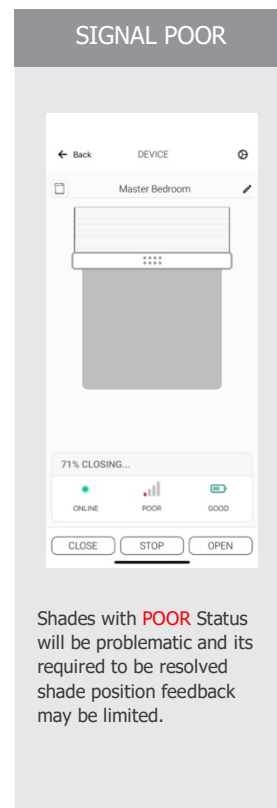 SIGNAL POOR
← Back DEVICE
Master Bedroom
71% CLOSING...
ONLINE POOR GOOD
CLOSE STOP OPEN
Shades with POOR Status
will be problematic and its
required to be resolved
shade position feedback
may be limited.